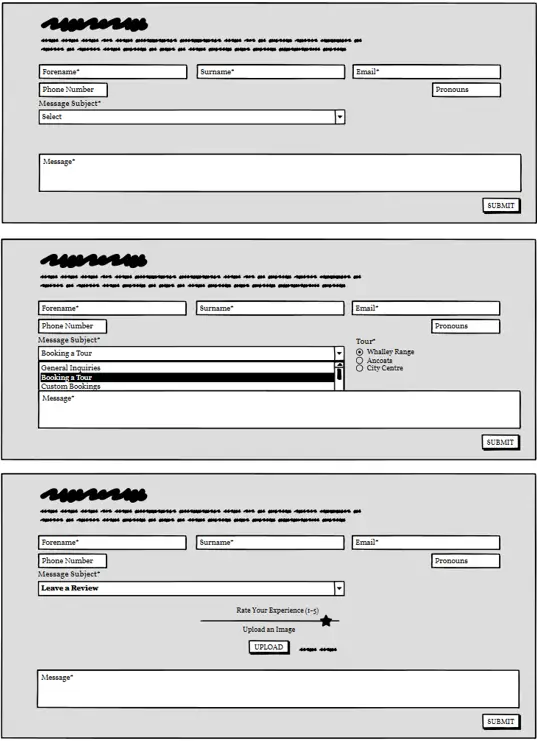 Forename*
Surname*
Email*
Phone Number
Pronouns
Message Subject*
Select
Message*
SUBMIT
Forename*
Surname*
Email*
Phone Number
Pronouns
Message Subject*
Tour*
Booking a Tour
Whalley Range
Ancoats
City Centre
General Inquiries
Booking a Tour
Custom Bookings
Message*
SUBMIT
Forename*
Surname*
Email*
Phone Number
Pronouns
Message Subject*
Leave a Review
Rate Your Experience (1-5)
Upload an Image
UPLOAD
Message*
SUBMIT